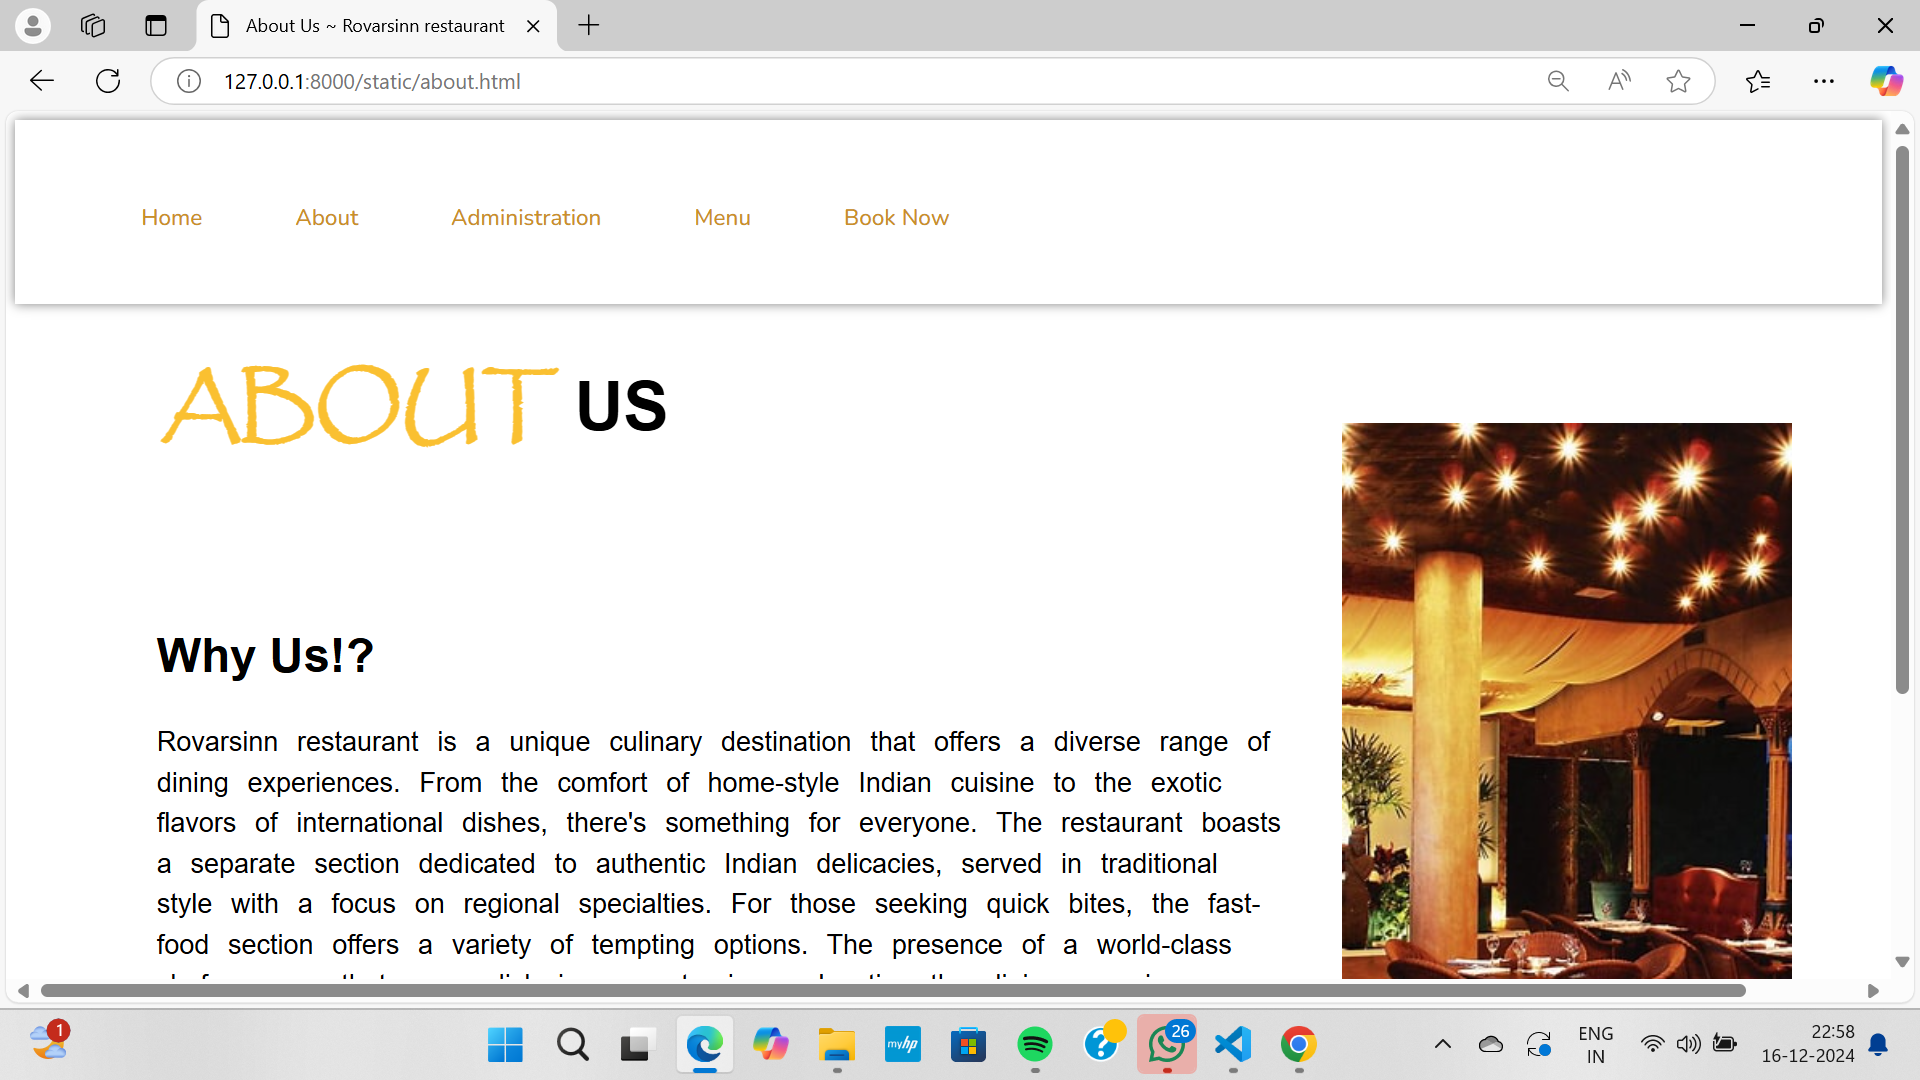 About Us ~ Rovarsinn restaurant
127.0.0.1:8000/static/about.html
Home About Administration Menu Book Now
ABOUT US
Why Us!?
Rovarsinn restaurant is a unique culinary destination that offers a diverse range of
dining experiences. From the comfort of home-style Indian cuisine to the exotic
flavors of international dishes, there's something for everyone. The restaurant boasts
a separate section dedicated to authentic Indian delicacies, served in traditional
style with a focus on regional specialties. For those seeking quick bites, the fast-
food section offers a variety of tempting options. The presence of a world-class
1
myhp
26
ENG
IN
22:58
16-12-2024